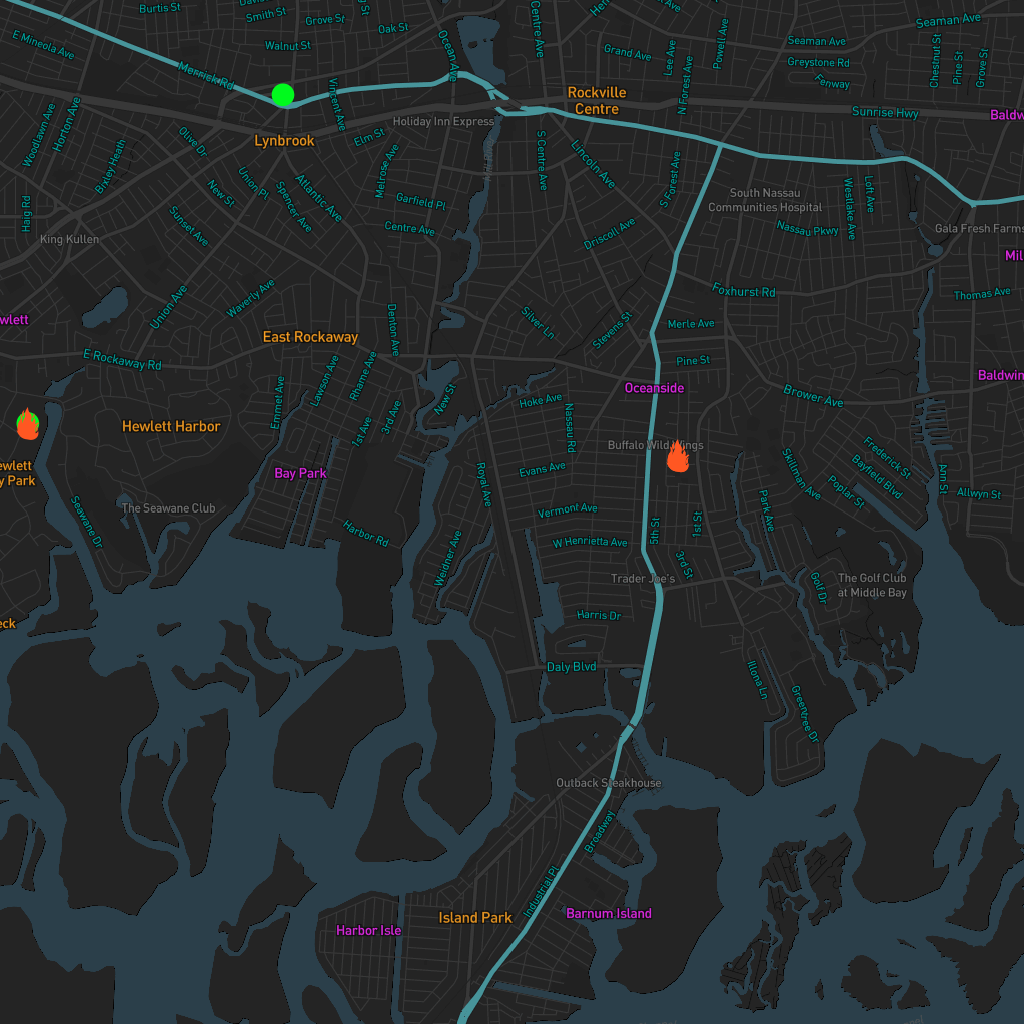 Burtis St
Smith St
Grove St
Oak St
Ocean Ave
Centre Ave
Grand Ave
Lee Ave
N Forest Ave
Powell Ave
Seaman Ave
Seaman Ave
Greystone Rd
Fenway
Chestnut St
Pine St
Grove St
E Mineola Ave
Walnut St
Merrick Rd
Vincent Ave
Rockville
Centre
Sunrise Hwy
Baldw
Woodlawn Ave
Horton Ave
Bixley Heath
Olive Dr
Lynbrook
Elm St
Holiday Inn Express
S Centre Ave
Lincoln Ave
S Forest Ave
Melrose Ave
Union Pl
New St
Spencer Ave
Atlantic Ave
Garfield Pl
South Nassau
Communities Hospital
Westlake Ave
Loft Ave
Haig Rd
King Kullen
Sunset Ave
Centre Ave
Driscoll Ave
Nassau Pkwy
Gala Fresh Farms
Mil
Union Ave
Waverly Ave
Foxhurst Rd
Thomas Ave
wlett
East Rockaway
Denton Ave
Silver Ln
Stevens St
Merle Ave
E Rockaway Rd
Lawson Ave
Rhame Ave
Pine St
Baldwin
Emmet Ave
1st Ave
3rd Ave
New St
Hoke Ave
Oceanside
Brower Ave
Hewlett Harbor
Nassau Rd
Buffalo Wild Wings
ewlett
y Park
Bay Park
Royal Ave
Evans Ave
Skillman Ave
Frederick St
Bayfield Blvd
Poplar St
Ann St
Allwyn St
Seawane Dr
The Seawane Club
Harbor Rd
Weidner Ave
Vermont Ave
W Henrietta Ave
5th St
1st St
3rd St
Park Ave
Trader Joe's
Golf Dr
The Golf Club
at Middle Bay
eck
Harris Dr
Daly Blvd
Illona Ln
Greentree Dr
Outback Steakhouse
Broadway
Industrial Pl
Harbor Isle
Island Park
Barnum Island